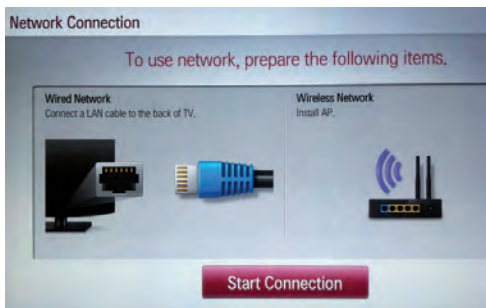 Network Connection
To use network, prepare the following items.
Wired Network
Connect a LAN cable to the back of TV.
Wireless Network
Install AP.
Start Connection